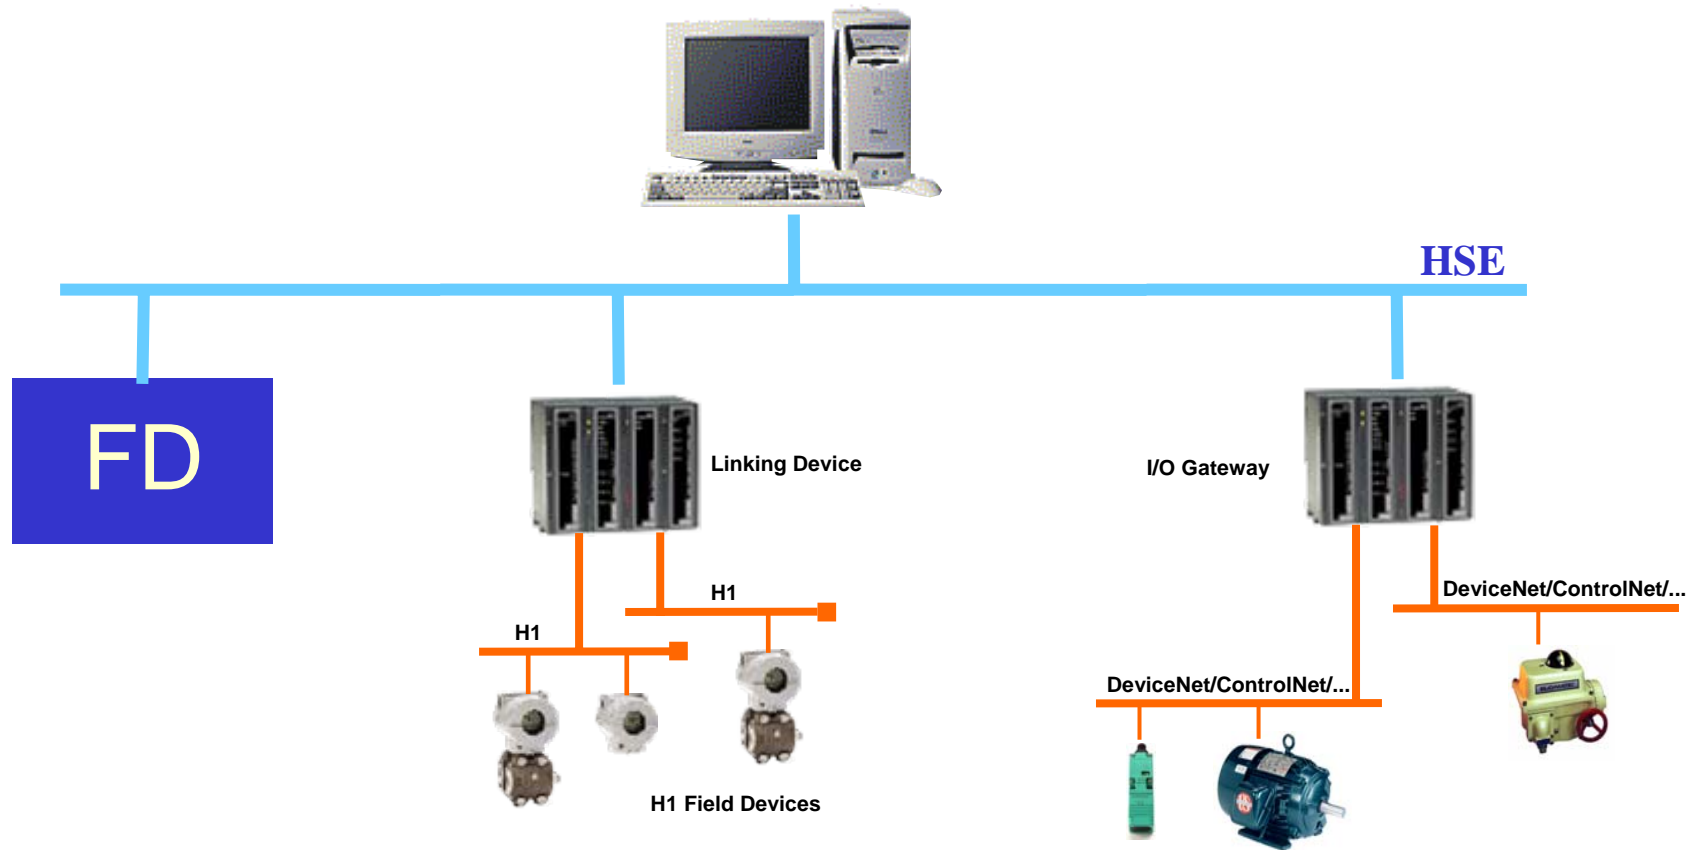 HSE
FD
Linking Device
I/O Gateway
H1
DeviceNet/ControlNet/...
H1
DeviceNet/ControlNet/...
H1 Field Devices